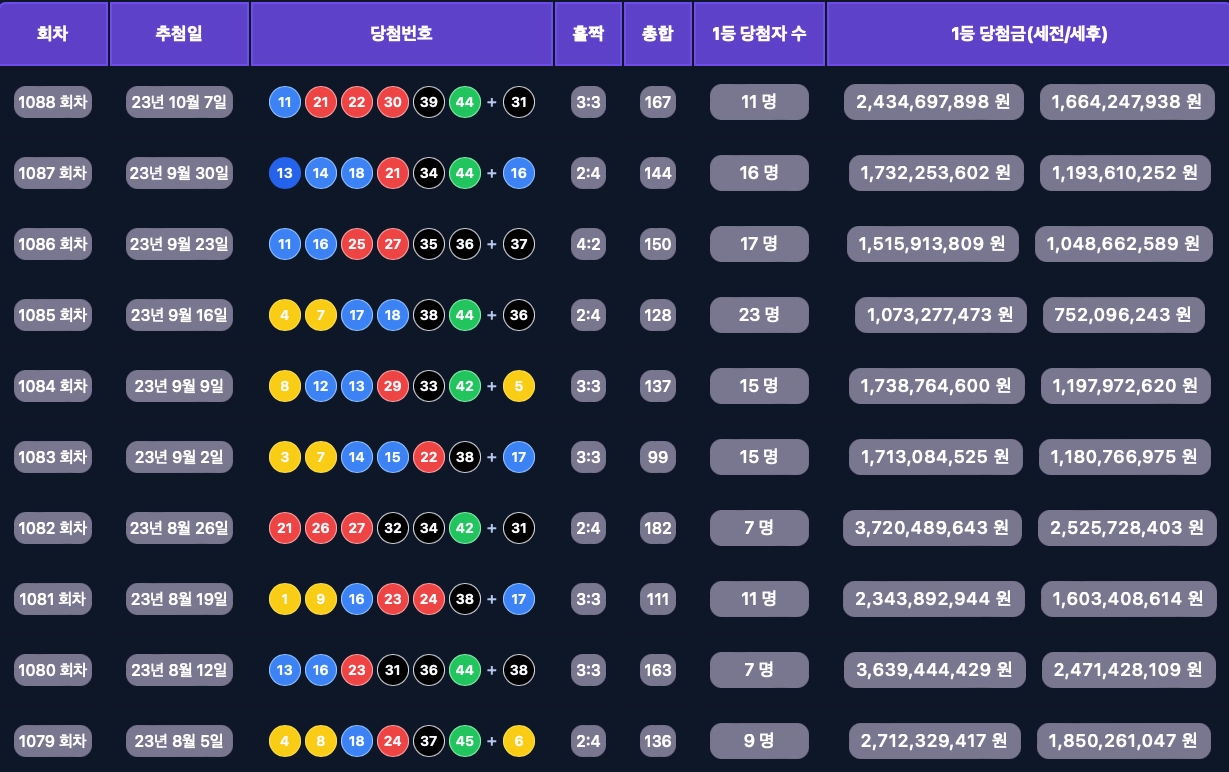 회차 추첨일 당첨번호 홀짝 총합 1등 당첨자 수 1등 당첨금(세전/세후)
1088 회차 23년 10월 7일 11 21 22 30 39 44 + 31 3:3 167 11 명 2,434,697,898 원 1,664,247,938 원
1087 회차 23년 9월 30일 13 14 18 21 34 44 + 16 2:4 144 16 명 1,732,253,602 원 1,193,610,252 원
1086 회차 23년 9월 23일 11 16 25 27 35 36 + 37 4:2 150 17 명 1,515,913,809 원 1,048,662,589 원
1085 회차 23년 9월 16일 4 7 17 18 38 44 + 36 2:4 128 23 명 1,073,277,473 원 752,096,243 원
1084 회차 23년 9월 9일 8 12 13 29 33 42 + 5 3:3 137 15 명 1,738,764,600 원 1,197,972,620 원
1083 회차 23년 9월 2일 3 7 14 15 22 38 + 17 3:3 99 15 명 1,713,084,525 원 1,180,766,975 원
1082 회차 23년 8월 26일 21 26 27 32 34 42 + 31 2:4 182 7 명 3,720,489,643 원 2,525,728,403 원
1081 회차 23년 8월 19일 1 9 16 23 24 38 + 17 3:3 111 11 명 2,343,892,944 원 1,603,408,614 원
1080 회차 23년 8월 12일 13 16 23 31 36 44 + 38 3:3 163 7 명 3,639,444,429 원 2,471,428,109 원
1079 회차 23년 8월 5일 4 8 18 24 37 45 + 6 2:4 136 9 명 2,712,329,417 원 1,850,261,047 원